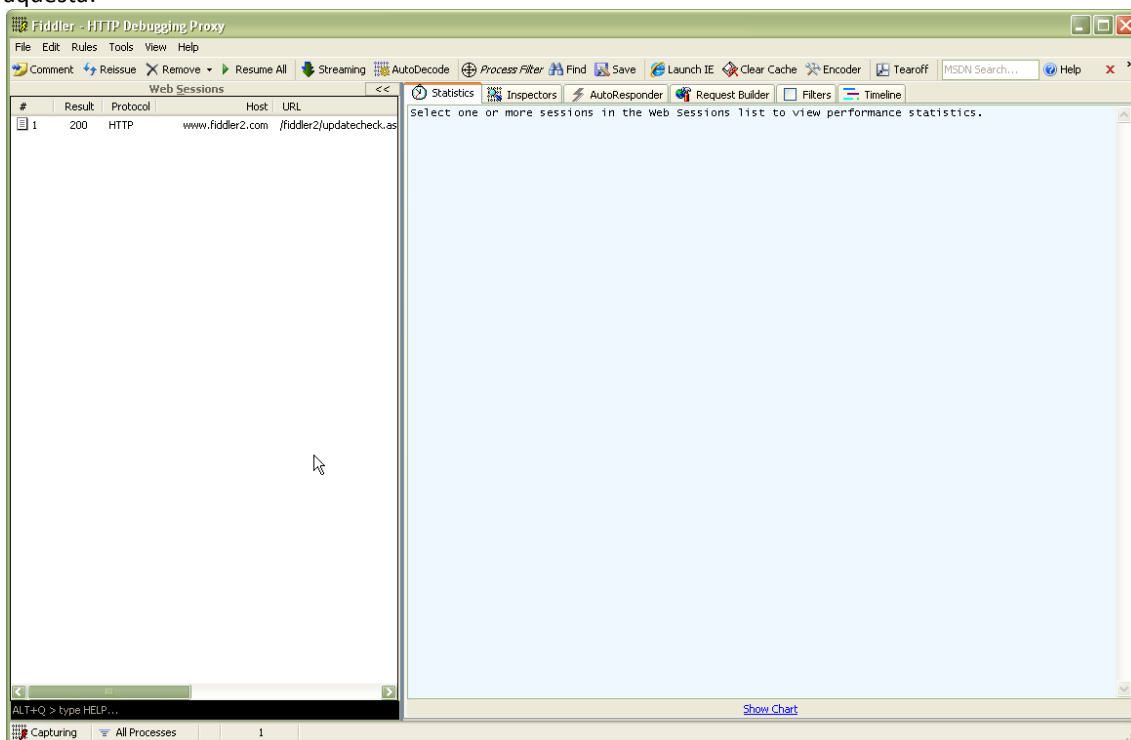 aquesta.
Fiddler - HTTP Debugging Proxy
File Edit Rules Tools View Help
Comment Reissue Remove Resume All Streaming AutoDecode Process Filter Find Save Launch IE Clear Cache Encoder Tearoff MSDN Search... Help x
Web Sessions <<
Statistics Inspectors AutoResponder Request Builder Filters Timeline
# Result Protocol Host URL
Select one or more sessions in the Web Sessions list to view performance statistics.
1 200 HTTP www.fiddler2.com /fiddler2/updatecheck.as
ALT+Q > type HELP...
Show Chart
Capturing All Processes 1